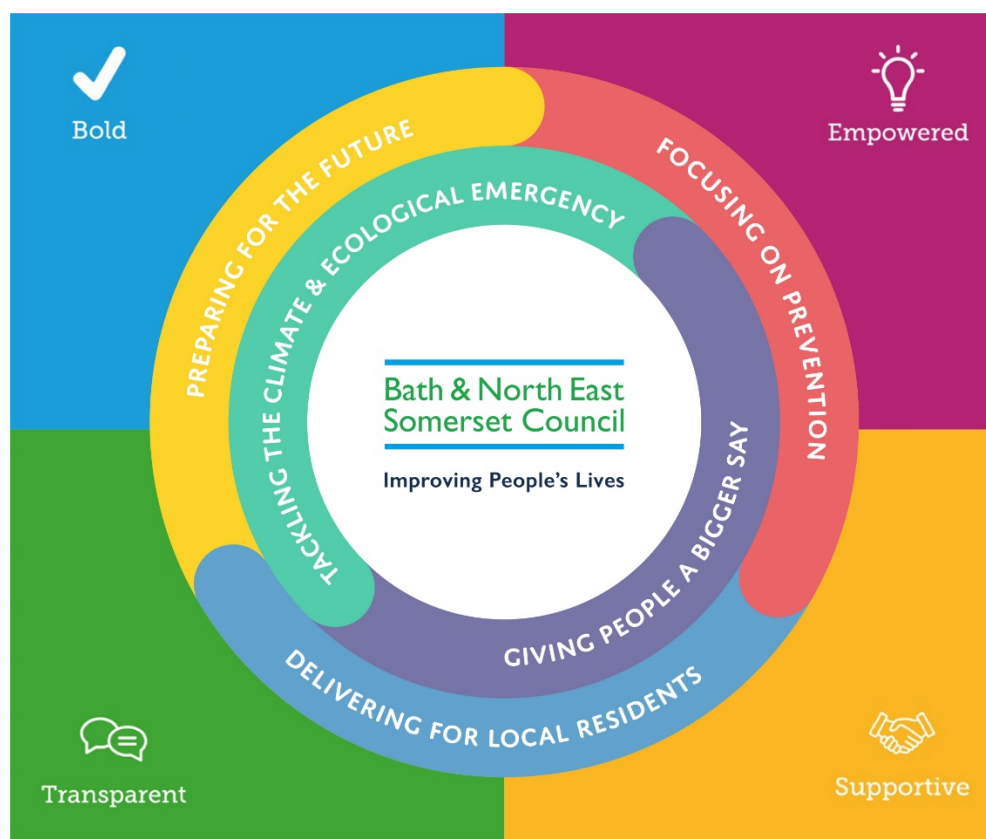 Bold
Empowered
PREPARING FOR THE FUTURE
FOCUSING ON PREVENTION
TACKLING THE CLIMATE & ECOLOGICAL EMERGENCY
Bath & North East
Somerset Council
Improving People's Lives
GIVING PEOPLE A BIGGER SAY
DELIVERING FOR LOCAL RESIDENTS
Transparent
Supportive